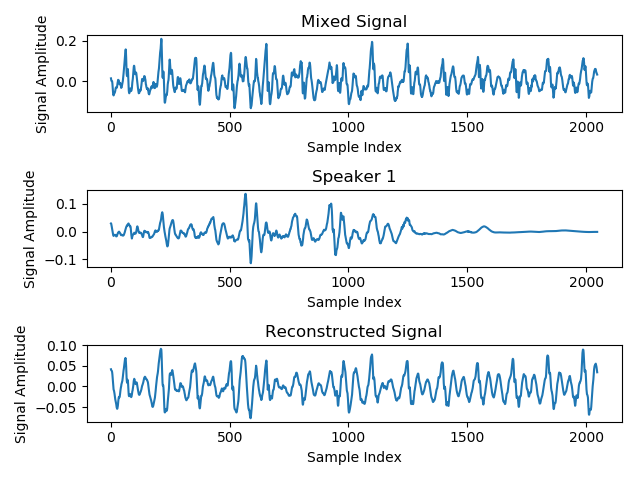 Mixed Signal
Signal Amplitude
0.2
0.0
0 500 1000 1500 2000
Sample Index
Speaker 1
Signal Amplitude
0.1
0.0
−0.1
0 500 1000 1500 2000
Sample Index
Reconstructed Signal
Signal Amplitude
0.10
0.05
0.00
−0.05
0 500 1000 1500 2000
Sample Index